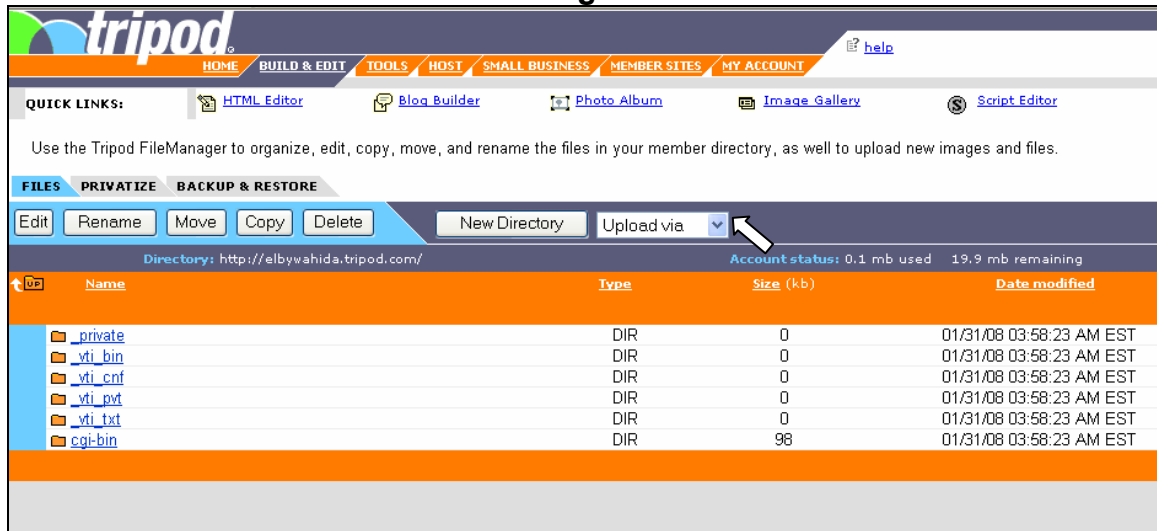 tripod
help
HOME BUILD & EDIT TOOLS HOST SMALL BUSINESS MEMBER SITES MY ACCOUNT
QUICK LINKS: HTML Editor Blog Builder Photo Album Image Gallery Script Editor
Use the Tripod FileManager to organize, edit, copy, move, and rename the files in your member directory, as well to upload new images and files.
FILES PRIVATIZE BACKUP & RESTORE
Edit Rename Move Copy Delete New Directory Upload via
Directory: http://elbywahida.tripod.com/ Account status: 0.1 mb used 19.9 mb remaining
UP Name Type Size (kb) Date modified
_private DIR 0 01/31/08 03:58:23 AM EST
_vti_bin DIR 0 01/31/08 03:58:23 AM EST
_vti_cnf DIR 0 01/31/08 03:58:23 AM EST
_vti_pvt DIR 0 01/31/08 03:58:23 AM EST
_vti_txt DIR 0 01/31/08 03:58:23 AM EST
cgi-bin DIR 98 01/31/08 03:58:23 AM EST